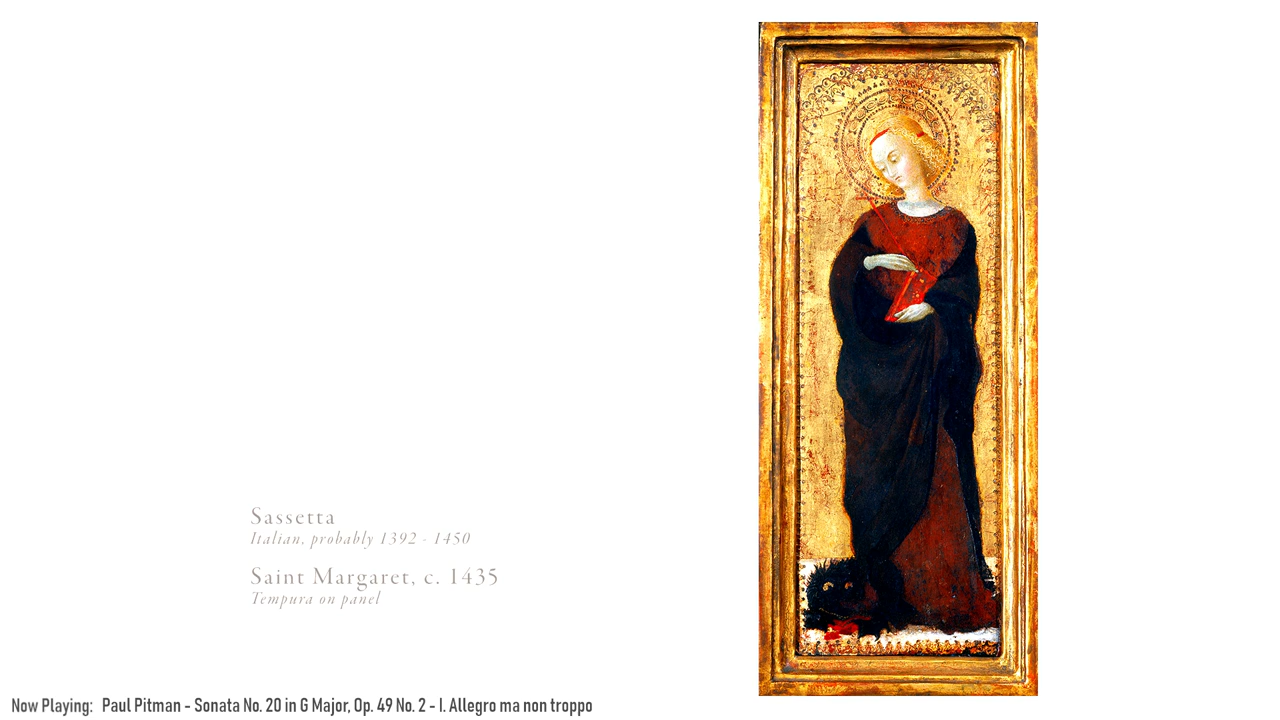 Sassetta
Italian, probably 1392 - 1450
Saint Margaret, c. 1435
Tempura on panel
Now Playing: Paul Pitman - Sonata No. 20 in G Major, Op. 49 No. 2 - I. Allegro ma non troppo